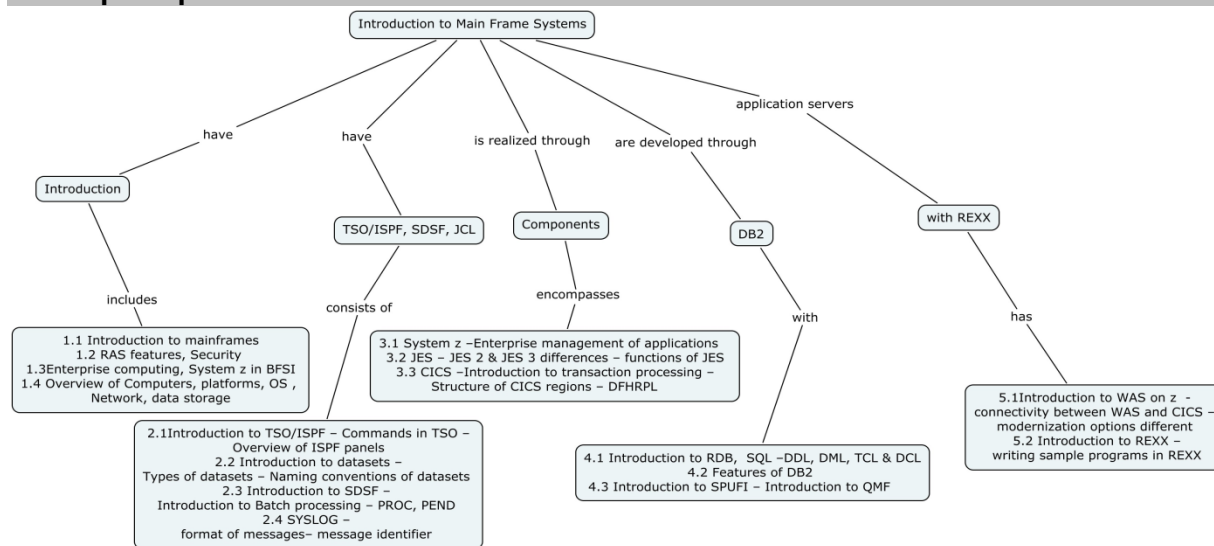 Introduction to Main Frame Systems
application servers
have
have
is realized through
are developed through
Introduction
TSO/ISPF, SDSF, JCL
Components
DB2
with REXX
includes
consists of
encompasses
with
has
1.1 Introduction to mainframes
1.2 RAS features, Security
1.3Enterprise computing, System z in BFSI
1.4 Overview of Computers, platforms, OS ,
Network, data storage
2.1Introduction to TSO/ISPF – Commands in TSO –
Overview of ISPF panels
2.2 Introduction to datasets –
Types of datasets – Naming conventions of datasets
2.3 Introduction to SDSF –
Introduction to Batch processing – PROC, PEND
2.4 SYSLOG –
format of messages– message identifier
3.1 System z –Enterprise management of applications
3.2 JES – JES 2 & JES 3 differences – functions of JES
3.3 CICS –Introduction to transaction processing –
Structure of CICS regions – DFHRPL
4.1 Introduction to RDB, SQL –DDL, DML, TCL & DCL
4.2 Features of DB2
4.3 Introduction to SPUFI – Introduction to QMF
5.1Introduction to WAS on z -
connectivity between WAS and CICS –
modernization options different
5.2 Introduction to REXX –
writing sample programs in REXX